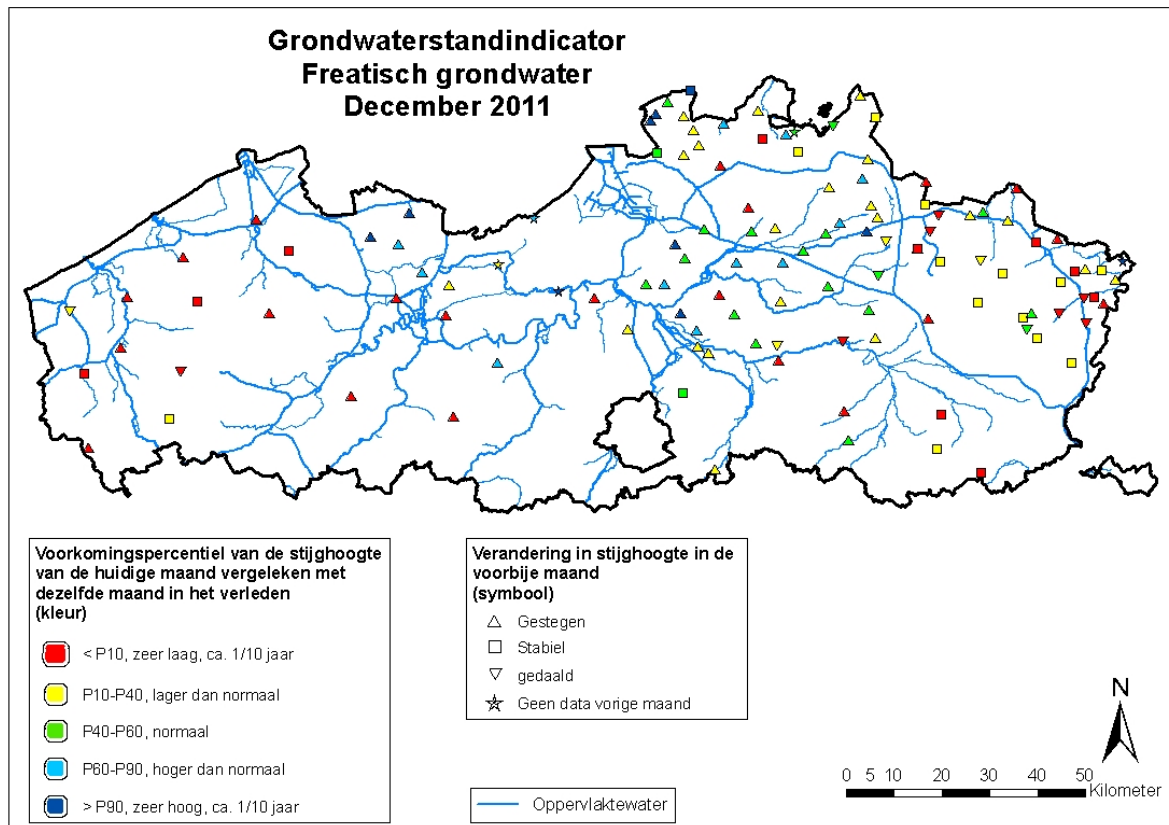 Grondwaterstandindicator
Freatisch grondwater
December 2011
Voorkomingspercentiel van de stijghoogte
van de huidige maand vergeleken met
dezelfde maand in het verleden
(kleur)
< P10, zeer laag, ca. 1/10 jaar
P10-P40, lager dan normaal
P40-P60, normaal
P60-P90, hoger dan normaal
> P90, zeer hoog, ca. 1/10 jaar
Verandering in stijghoogte in de
voorbije maand
(symbool)
Gestegen
Stabiel
gedaald
Geen data vorige maand
Oppervlaktewater
N
0 5 10 20 30 40 50
Kilometer